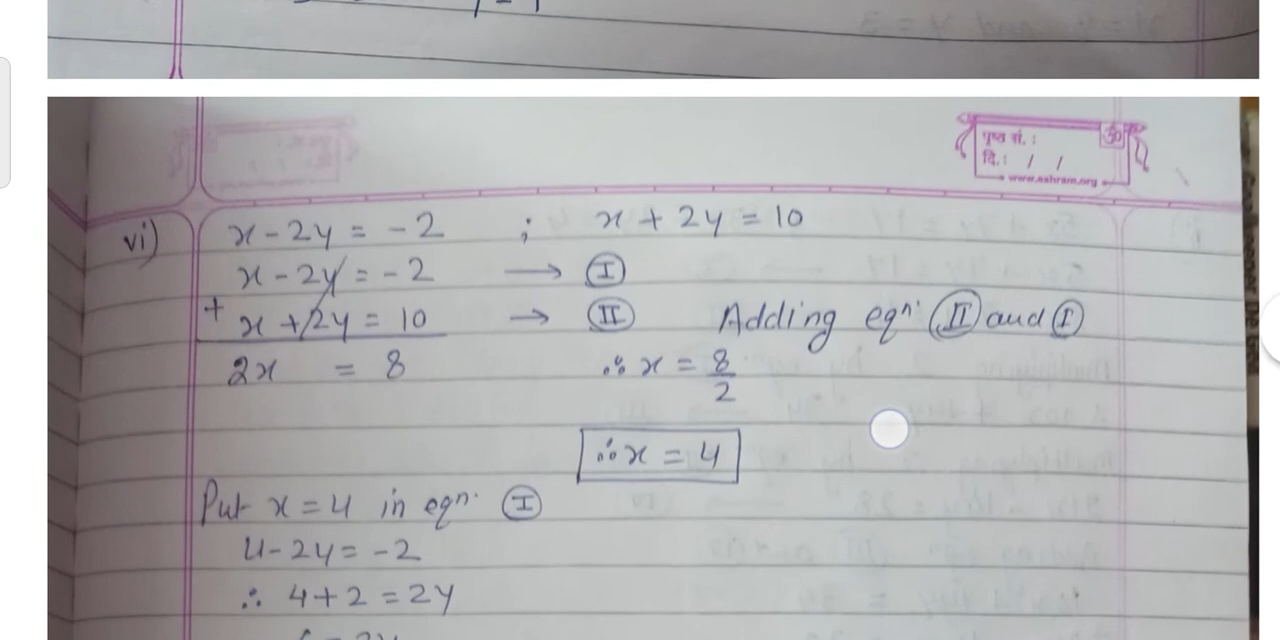 पृष्ठ सं. :
दि.: / /
www.ashram.org
vi) x - 2y = -2 ; x + 2y = 10
x - 2y = -2 → I
+ x + 2y = 10 → II Adding eqn. II and I
2x = 8 ∴ x = 8/2
∴ x = 4
Put x = 4 in eqn. I
4 - 2y = -2
∴ 4 + 2 = 2y